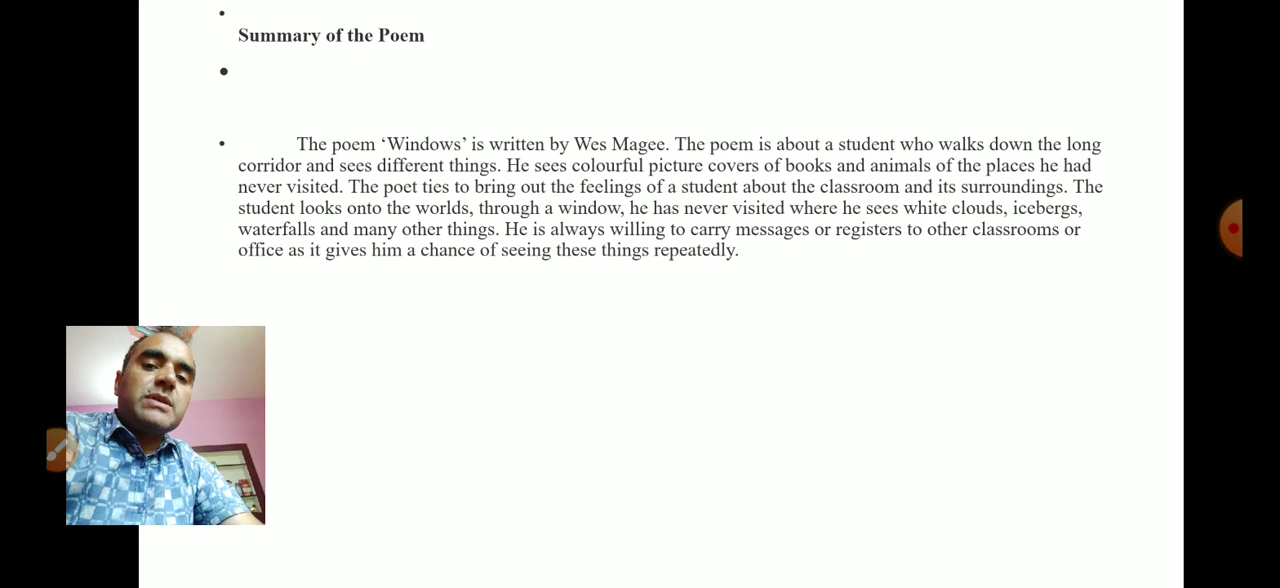 Summary of the Poem
The poem ‘Windows’ is written by Wes Magee. The poem is about a student who walks down the long
corridor and sees different things. He sees colourful picture covers of books and animals of the places he had
never visited. The poet ties to bring out the feelings of a student about the classroom and its surroundings. The
student looks onto the worlds, through a window, he has never visited where he sees white clouds, icebergs,
waterfalls and many other things. He is always willing to carry messages or registers to other classrooms or
office as it gives him a chance of seeing these things repeatedly.